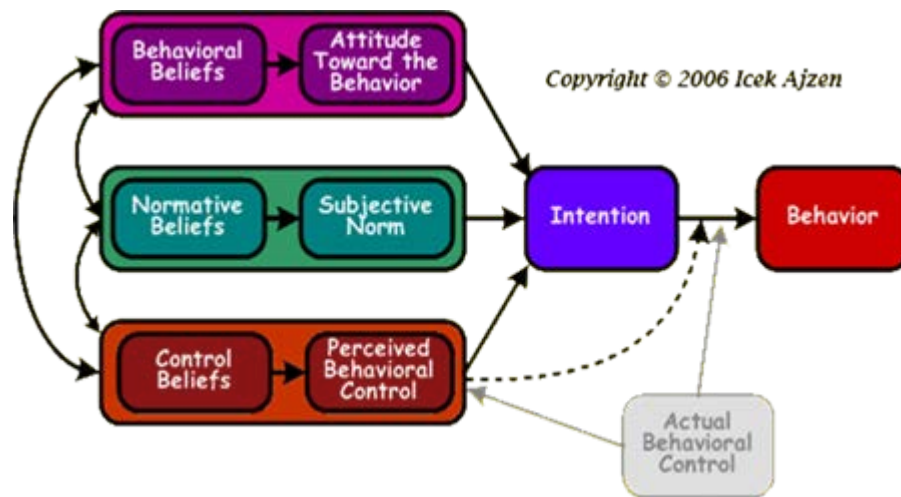 Behavioral
Beliefs
Attitude
Toward the
Behavior
Copyright © 2006 Icek Ajzen
Normative
Beliefs
Subjective
Norm
Intention
Behavior
Control
Beliefs
Perceived
Behavioral
Control
Actual
Behavioral
Control